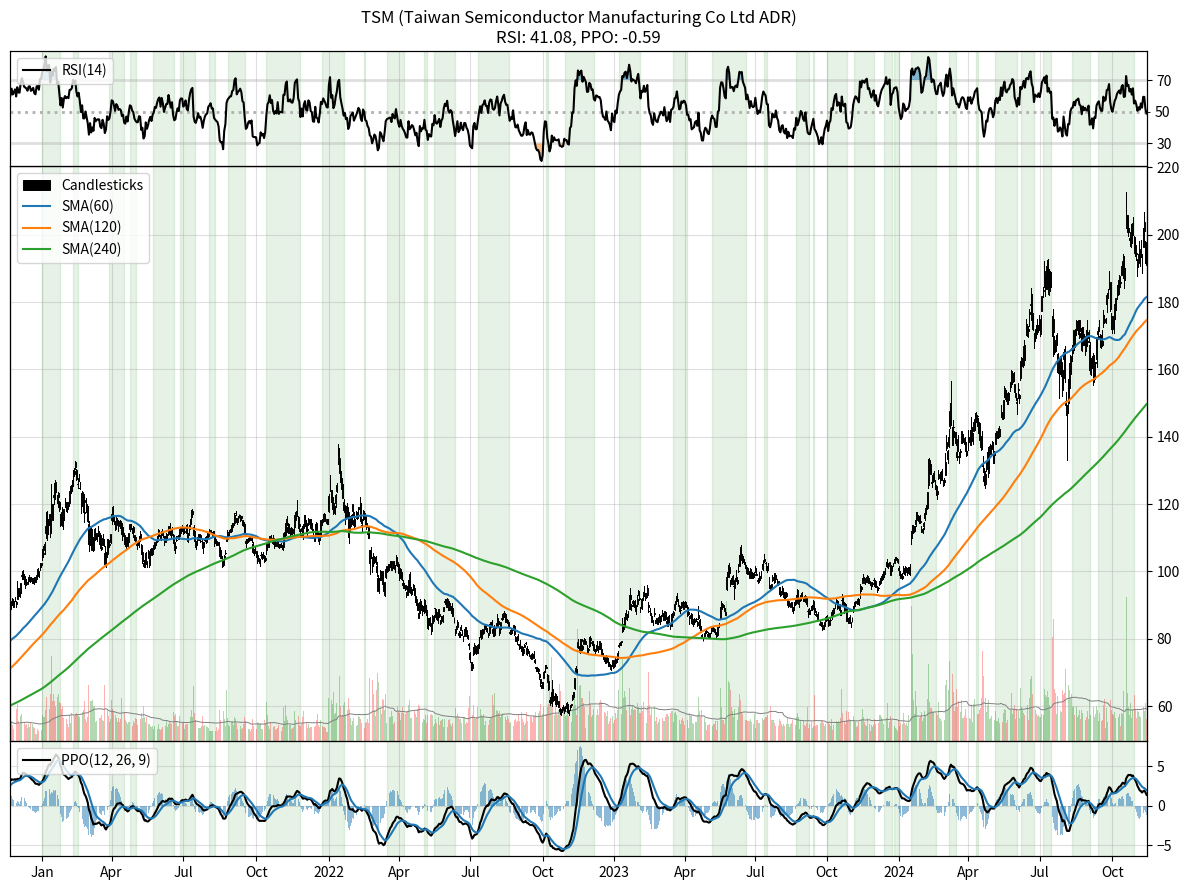 TSM (Taiwan Semiconductor Manufacturing Co Ltd ADR)
RSI: 41.08, PPO: -0.59
RSI(14)
70
50
30
Candlesticks
SMA(60)
SMA(120)
SMA(240)
220
200
180
160
140
120
100
80
60
PPO(12, 26, 9)
5
0
−5
Jan Apr Jul Oct 2022 Apr Jul Oct 2023 Apr Jul Oct 2024 Apr Jul Oct